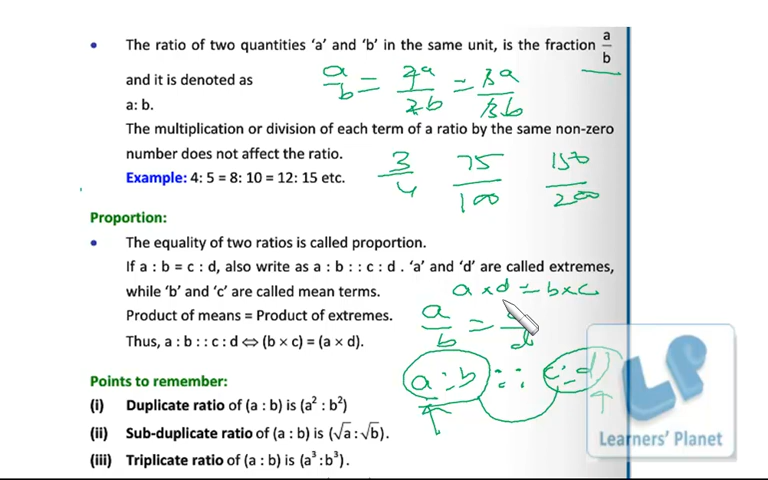 • The ratio of two quantities ‘a’ and ‘b’ in the same unit, is the fraction a/b
and it is denoted as
a/b = 2a/2b = 3a/3b
a: b.
The multiplication or division of each term of a ratio by the same non-zero
number does not affect the ratio.
3/4 75/100 150/200
Example: 4: 5 = 8: 10 = 12: 15 etc.
Proportion:
• The equality of two ratios is called proportion.
If a : b = c : d, also write as a : b : : c : d . ‘a’ and ‘d’ are called extremes,
while ‘b’ and ‘c’ are called mean terms.
a × d = b × c
Product of means = Product of extremes.
a/b = /d
Thus, a : b : : c : d ⇔ (b × c) = (a × d).
a : b :: c : d
Points to remember:
(i) Duplicate ratio of (a : b) is (a² : b²)
(ii) Sub-duplicate ratio of (a : b) is (√a : √b).
(iii) Triplicate ratio of (a : b) is (a³ : b³).
LP
Learners' Planet